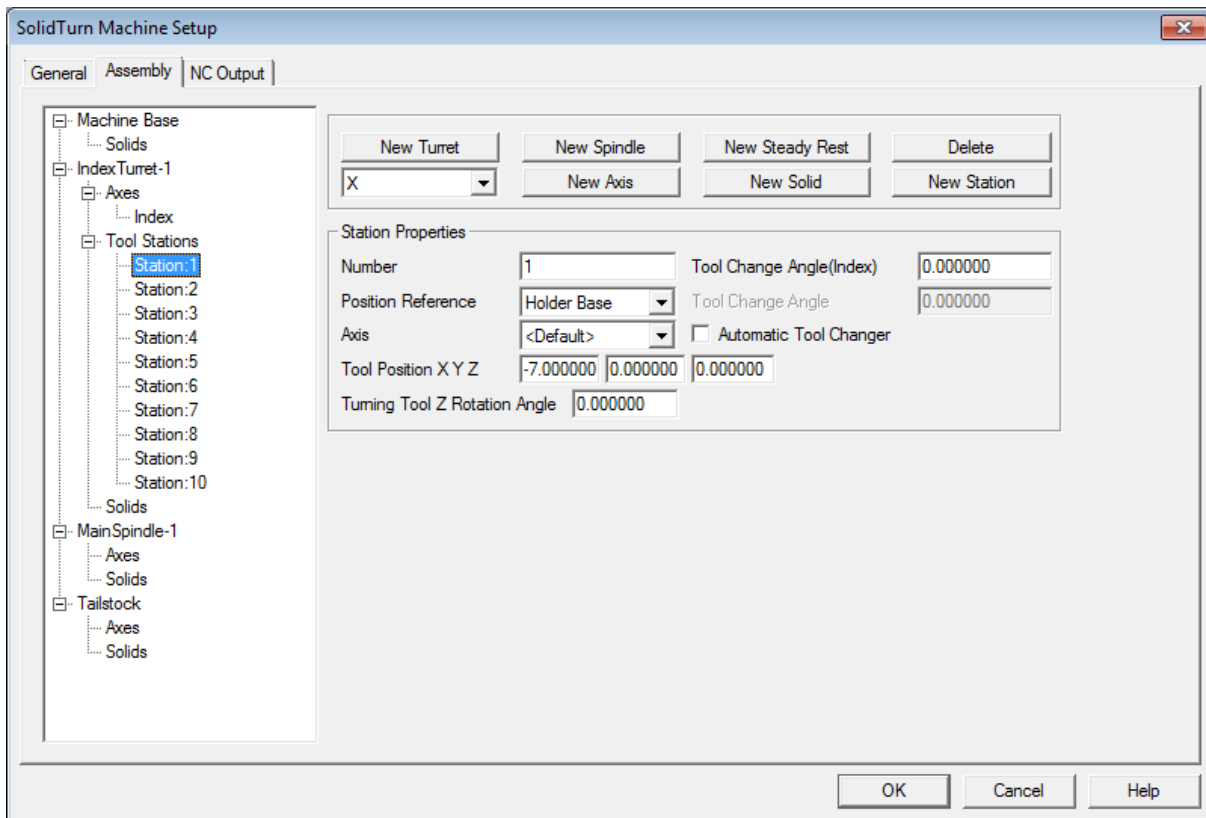 SolidTurn Machine Setup
General Assembly NC Output
Machine Base
Solids
IndexTurret-1
Axes
Index
Tool Stations
Station:1
Station:2
Station:3
Station:4
Station:5
Station:6
Station:7
Station:8
Station:9
Station:10
Solids
MainSpindle-1
Axes
Solids
Tailstock
Axes
Solids
New Turret New Spindle New Steady Rest Delete
X New Axis New Solid New Station
Station Properties
Number 1 Tool Change Angle(Index) 0.000000
Position Reference Holder Base Tool Change Angle 0.000000
Axis <Default> Automatic Tool Changer
Tool Position X Y Z -7.000000 0.000000 0.000000
Turning Tool Z Rotation Angle 0.000000
OK Cancel Help